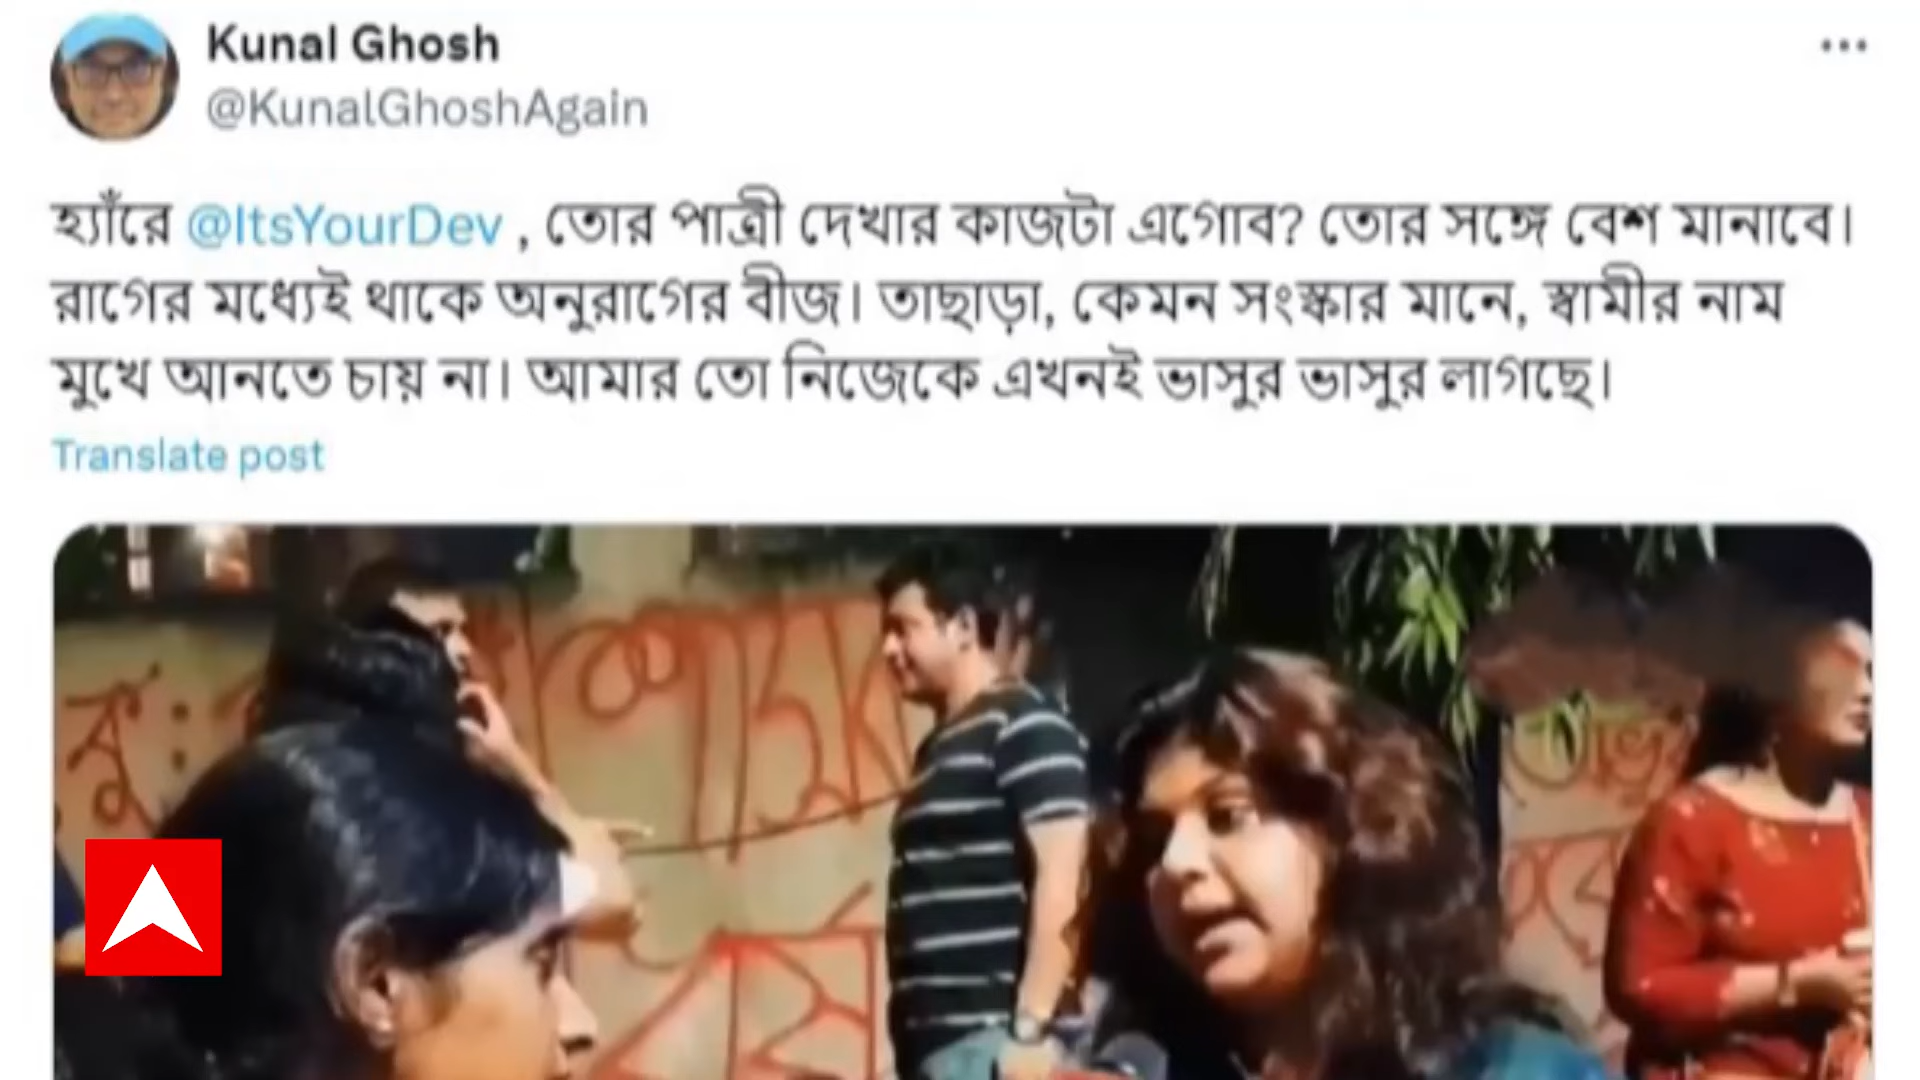 Kunal Ghosh
@KunalGhoshAgain
হ্যাঁরে @ItsYourDev , তোর পাত্রী দেখার কাজটা এগোব? তোর সঙ্গে বেশ মানাবে।
রাগের মধ্যেই থাকে অনুরাগের বীজ। তাছাড়া, কেমন সংস্কার মানে, স্বামীর নাম
মুখে আনতে চায় না। আমার তো নিজেকে এখনই ভাসুর ভাসুর লাগছে।
Translate post